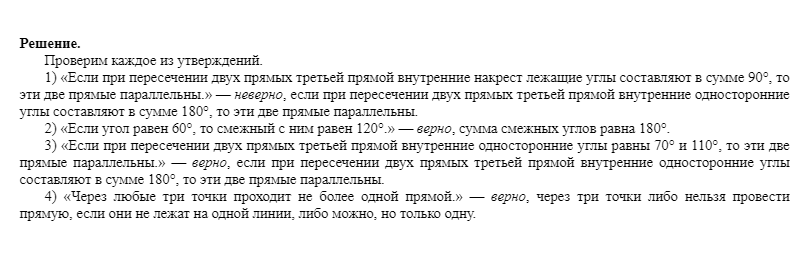 Решение.
Проверим каждое из утверждений.
1) «Если при пересечении двух прямых третьей прямой внутренние накрест лежащие углы составляют в сумме 90°, то
эти две прямые параллельны.» — неверно, если при пересечении двух прямых третьей прямой внутренние односторонние
углы составляют в сумме 180°, то эти две прямые параллельны.
2) «Если угол равен 60°, то смежный с ним равен 120°.» — верно, сумма смежных углов равна 180°.
3) «Если при пересечении двух прямых третьей прямой внутренние односторонние углы равны 70° и 110°, то эти две
прямые параллельны.» — верно, если при пересечении двух прямых третьей прямой внутренние односторонние углы
составляют в сумме 180°, то эти две прямые параллельны.
4) «Через любые три точки проходит не более одной прямой.» — верно, через три точки либо нельзя провести
прямую, если они не лежат на одной линии, либо можно, но только одну.